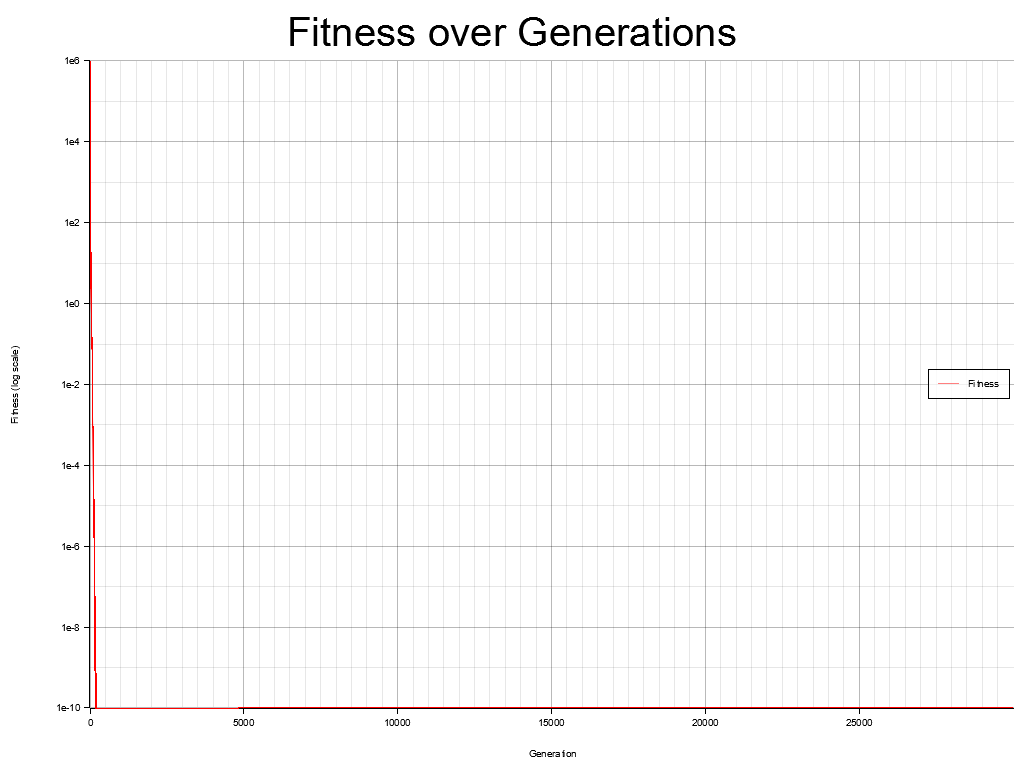 Fitness over Generations
1e6
1e4
1e2
1e0
1e-2
1e-4
1e-6
1e-8
1e-10
Fitness (log scale)
Fitness
0
5000
10000
15000
20000
25000
Generation